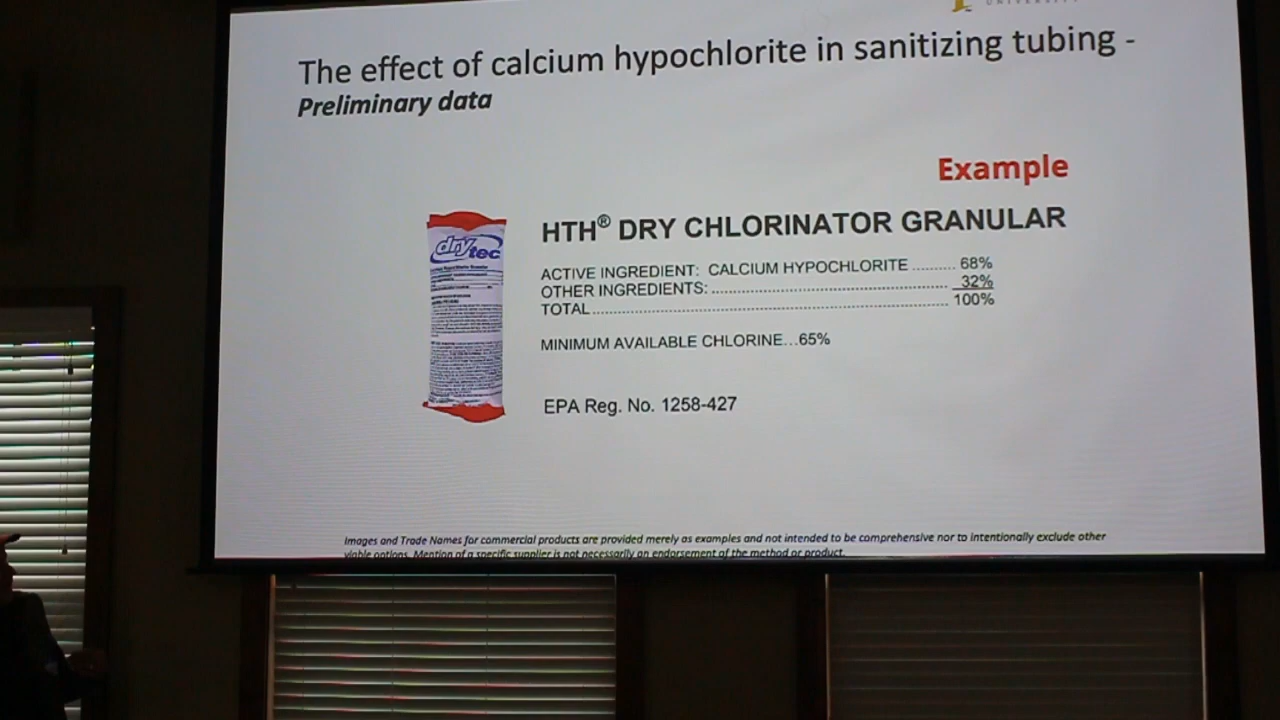 UNIVERSITY
The effect of calcium hypochlorite in sanitizing tubing -
Preliminary data
Example
dry tec
HTH® DRY CHLORINATOR GRANULAR
ACTIVE INGREDIENT: CALCIUM HYPOCHLORITE .......... 68%
OTHER INGREDIENTS: ............................................................ 32%
TOTAL ........................................................................................ 100%
MINIMUM AVAILABLE CHLORINE...65%
EPA Reg. No. 1258-427
Images and Trade Names for commercial products are provided merely as examples and not intended to be comprehensive nor to intentionally exclude other
viable options. Mention of a specific supplier is not necessarily an endorsement of the method or product.